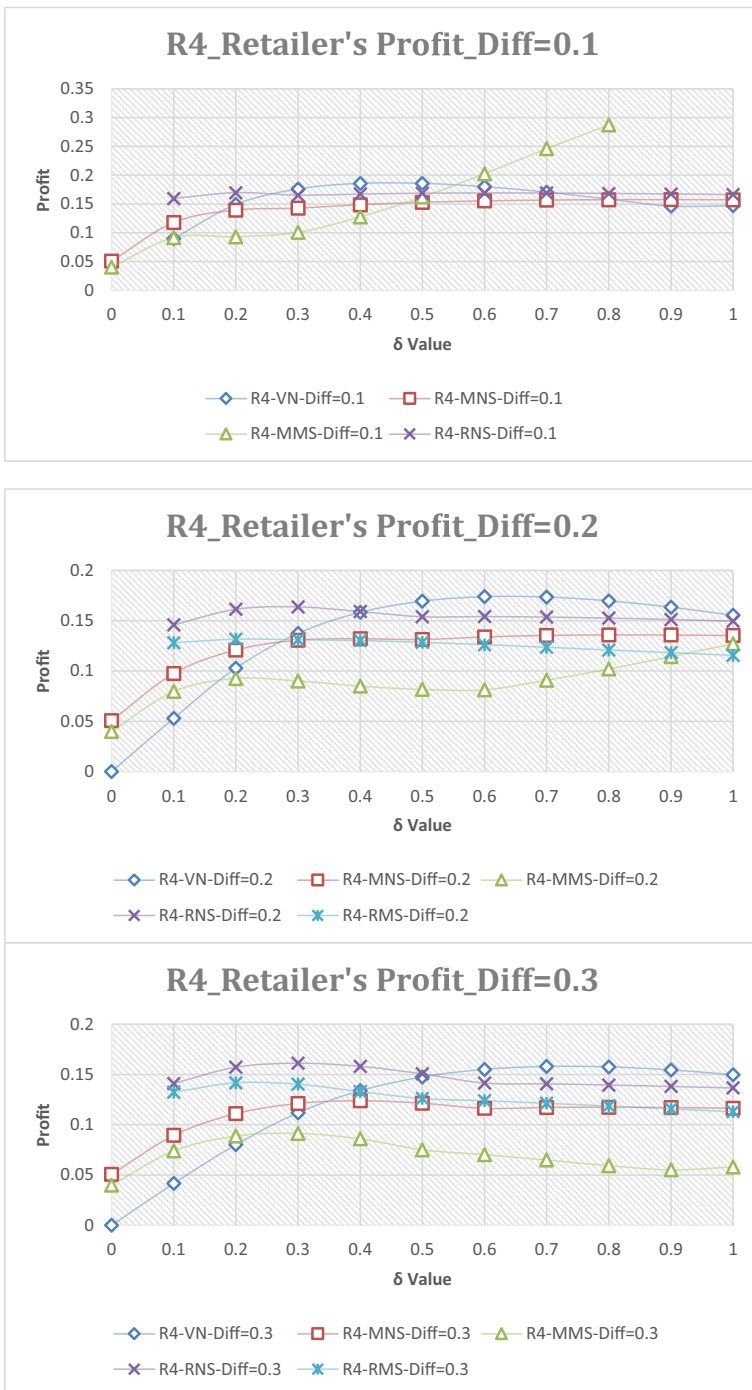 R4_Retailer's Profit_Diff=0.1
0.35
0.3
0.25
0.2
0.15
0.1
0.05
0
Profit
0 0.1 0.2 0.3 0.4 0.5 0.6 0.7 0.8 0.9 1
δ Value
R4-VN-Diff=0.1 R4-MNS-Diff=0.1
R4-MMS-Diff=0.1 R4-RNS-Diff=0.1
R4_Retailer's Profit_Diff=0.2
0.2
0.15
0.1
0.05
0
Profit
0 0.1 0.2 0.3 0.4 0.5 0.6 0.7 0.8 0.9 1
δ Value
R4-VN-Diff=0.2 R4-MNS-Diff=0.2 R4-MMS-Diff=0.2
R4-RNS-Diff=0.2 R4-RMS-Diff=0.2
R4_Retailer's Profit_Diff=0.3
0.2
0.15
0.1
0.05
0
Profit
0 0.1 0.2 0.3 0.4 0.5 0.6 0.7 0.8 0.9 1
δ Value
R4-VN-Diff=0.3 R4-MNS-Diff=0.3 R4-MMS-Diff=0.3
R4-RNS-Diff=0.3 R4-RMS-Diff=0.3